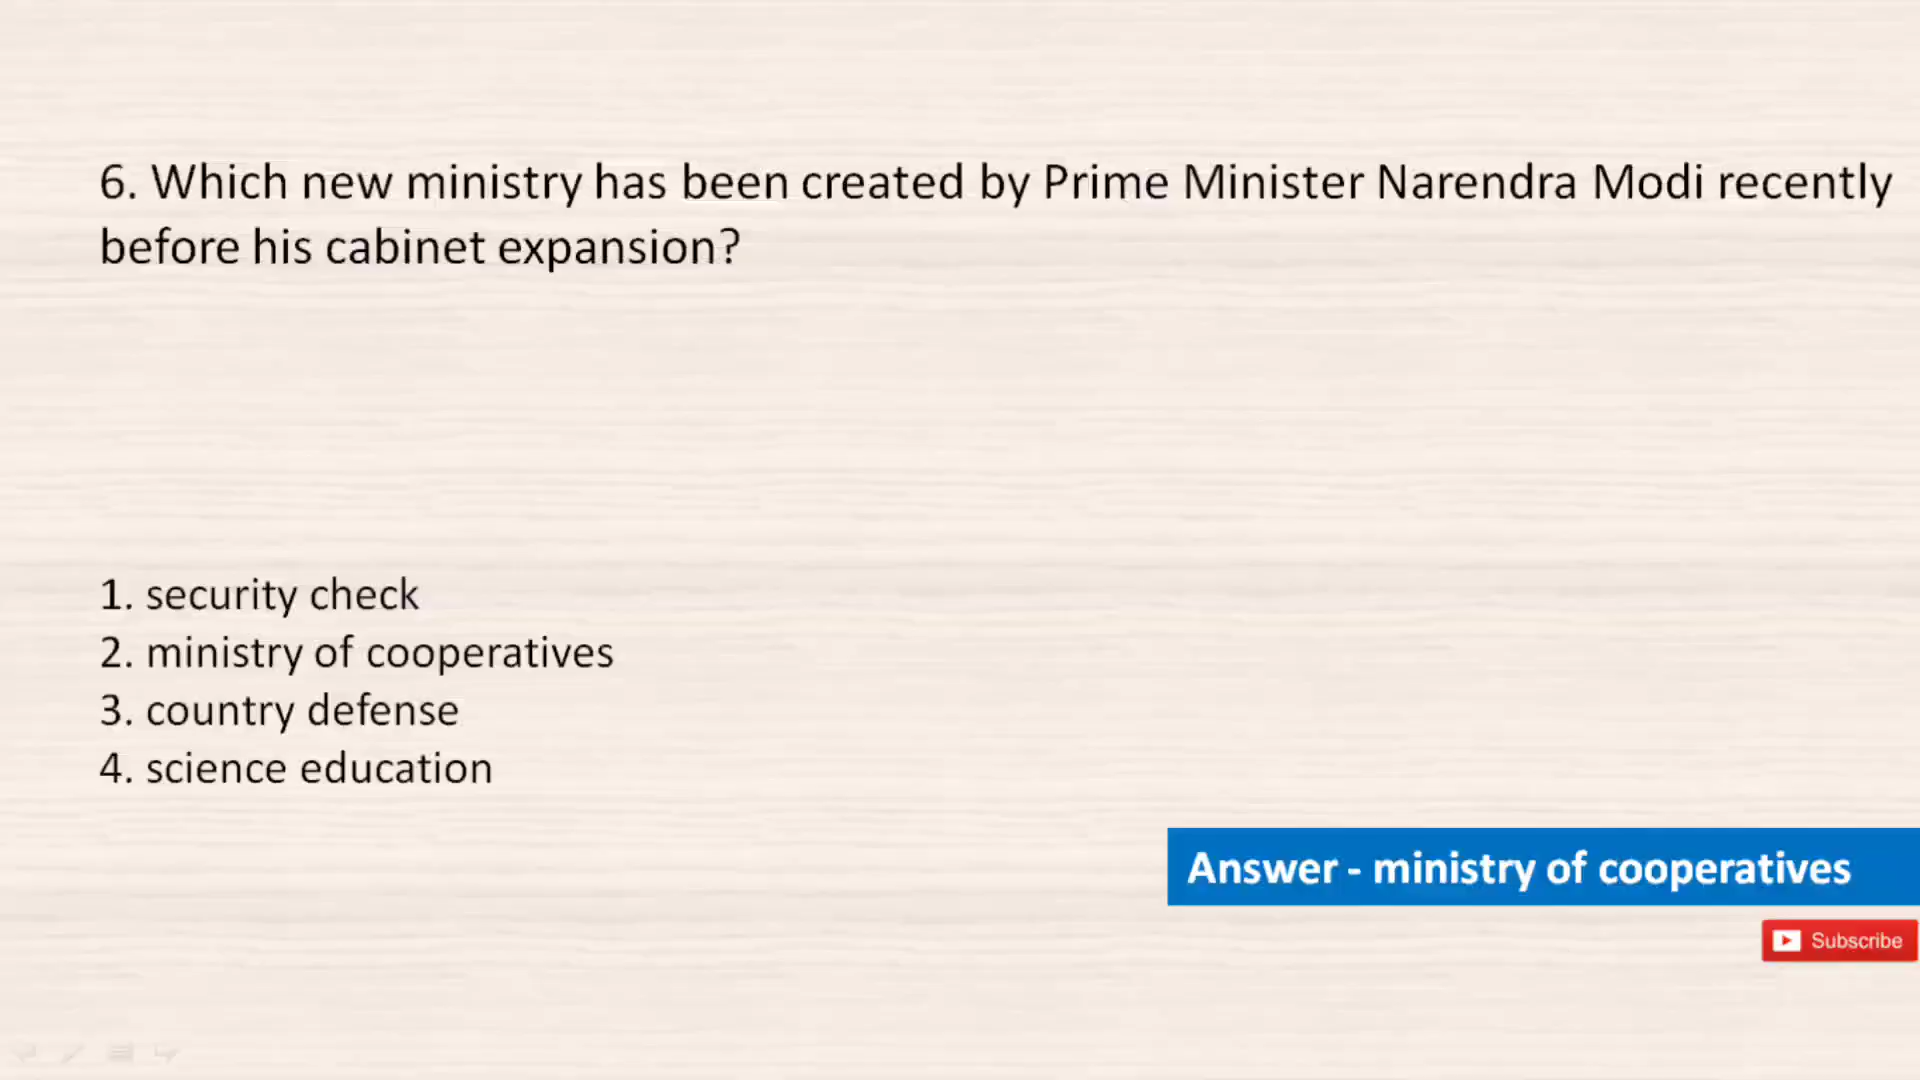 6. Which new ministry has been created by Prime Minister Narendra Modi recently
before his cabinet expansion?
1. security check
2. ministry of cooperatives
3. country defense
4. science education
Answer - ministry of cooperatives
Subscribe